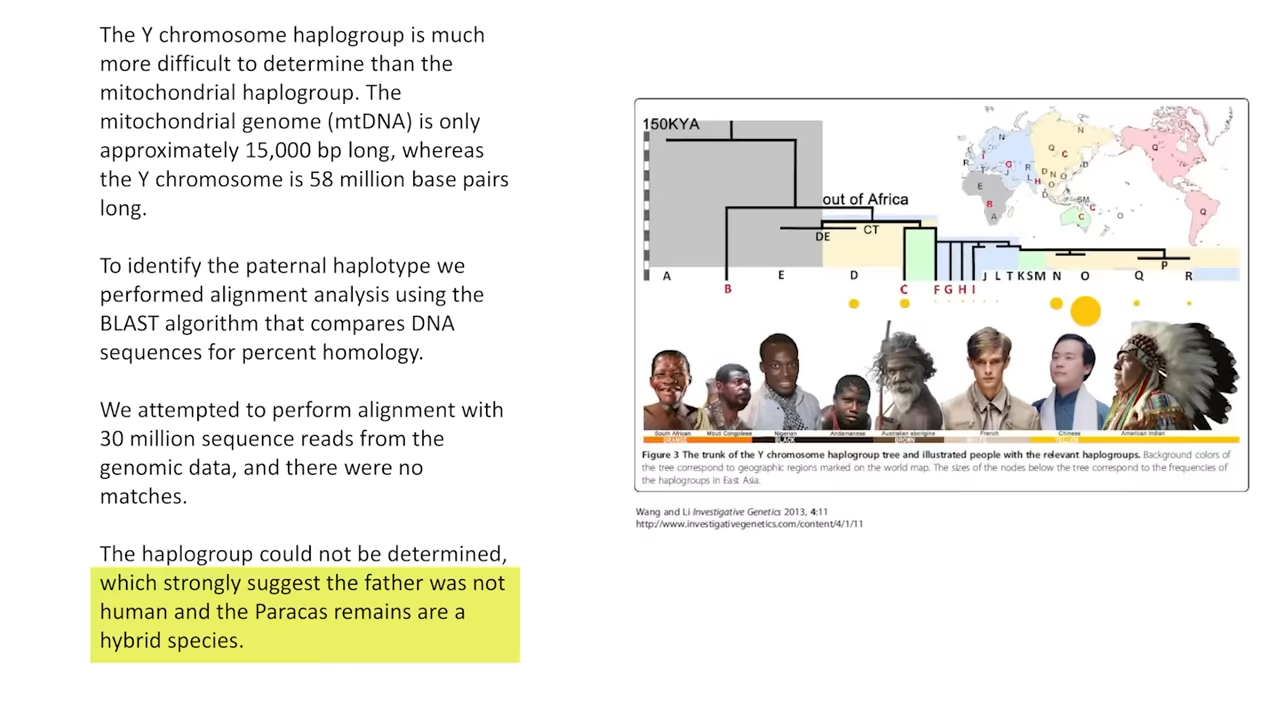 The Y chromosome haplogroup is much
more difficult to determine than the
mitochondrial haplogroup. The
mitochondrial genome (mtDNA) is only
approximately 15,000 bp long, whereas
the Y chromosome is 58 million base pairs
long.
To identify the paternal haplotype we
performed alignment analysis using the
BLAST algorithm that compares DNA
sequences for percent homology.
We attempted to perform alignment with
30 million sequence reads from the
genomic data, and there were no
matches.
The haplogroup could not be determined,
which strongly suggest the father was not
human and the Paracas remains are a
hybrid species.
150KYA
out of Africa
DE
CT
P
A
B
E
D
C
F G H I J L T K S M N O Q R
South African
Mbuti Congolese
Nigerian
Andamanese
Australian aborigine
French
Chinese
American Indian
BLACK
BROWN
Figure 3 The trunk of the Y chromosome haplogroup tree and illustrated people with the relevant haplogroups. Background colors of
the tree correspond to geographic regions marked on the world map. The sizes of the nodes below the tree correspond to the frequencies of
the haplogroups in East Asia.
Wang and Li Investigative Genetics 2013, 4:11
http://www.investigativegenetics.com/content/4/1/11